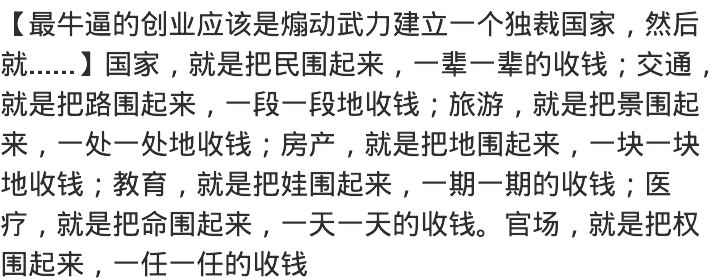 【最牛逼的创业应该是煽动武力建立一个独裁国家，然后
就......】国家，就是把民围起来，一辈一辈的收钱；交通，
就是把路围起来，一段一段地收钱；旅游，就是把景围起
来，一处一处地收钱；房产，就是把地围起来，一块一块
地收钱；教育，就是把娃围起来，一期一期的收钱；医
疗，就是把命围起来，一天一天的收钱。官场，就是把权
围起来，一任一任的收钱